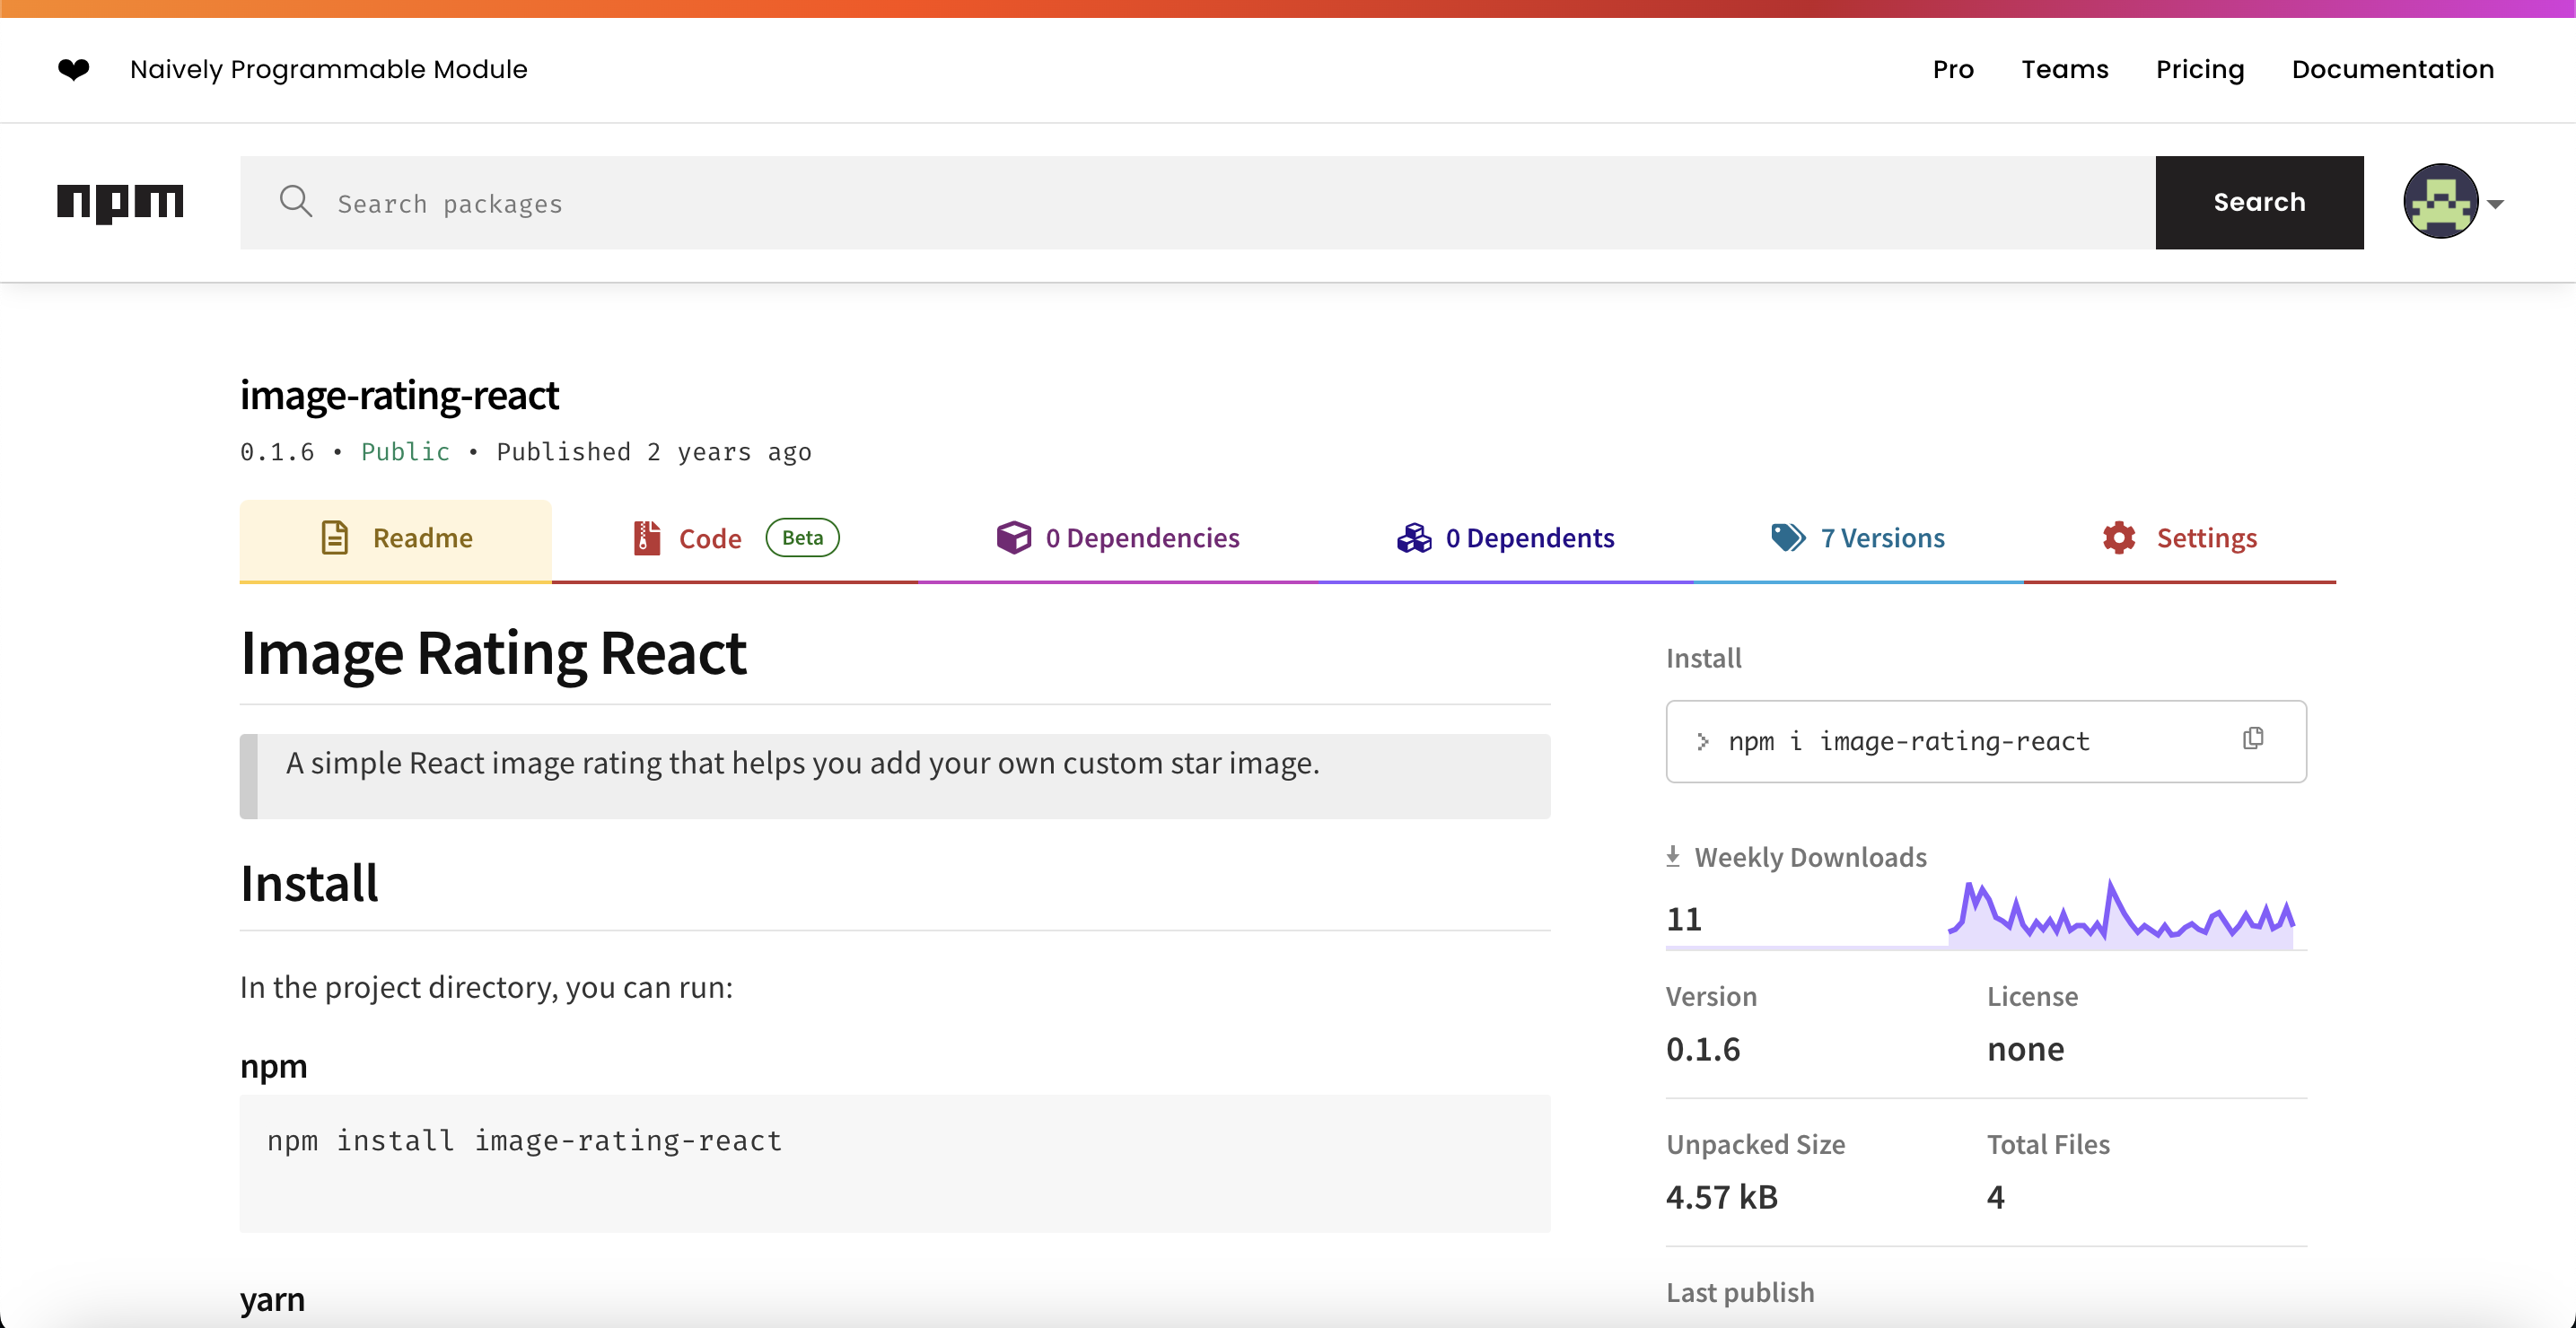 ❤ Naively Programmable Module
Pro Teams Pricing Documentation
npm
Search packages
Search
image-rating-react
0.1.6 • Public • Published 2 years ago
Readme
Code Beta
0 Dependencies
0 Dependents
7 Versions
Settings
Image Rating React
A simple React image rating that helps you add your own custom star image.
Install
In the project directory, you can run:
npm
npm install image-rating-react
yarn
Install
> npm i image-rating-react
Weekly Downloads
11
Version
0.1.6
License
none
Unpacked Size
4.57 kB
Total Files
4
Last publish